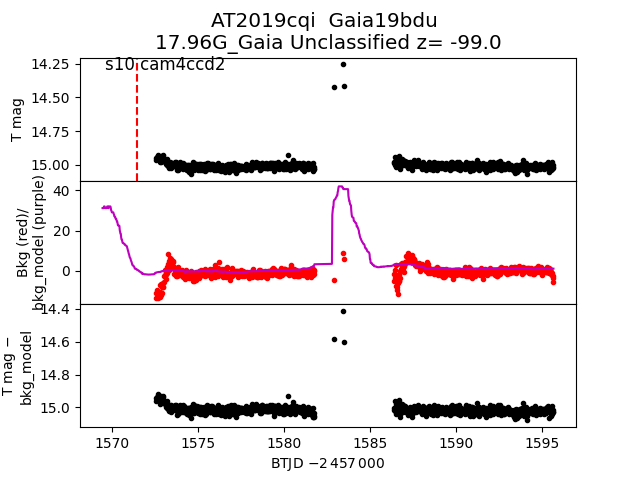 AT2019cqi  Gaia19bdu
17.96G_Gaia Unclassified z= -99.0
s10 cam4ccd2
T mag
14.25
14.50
14.75
15.00
Bkg (red)/
bkg_model (purple)
40
20
0
T mag −
bkg_model
14.4
14.6
14.8
15.0
1570 1575 1580 1585 1590 1595
BTJD −2 457 000